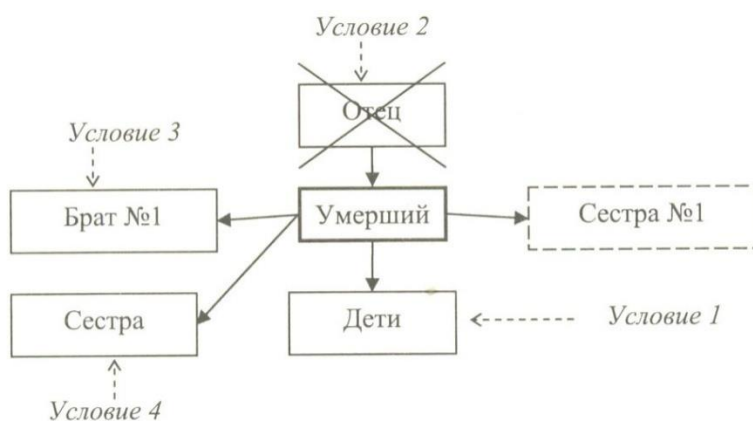 Условие 2
Отец
Условие 3
Брат №1
Умерший
Сестра №1
Сестра
Дети
Условие 1
Условие 4